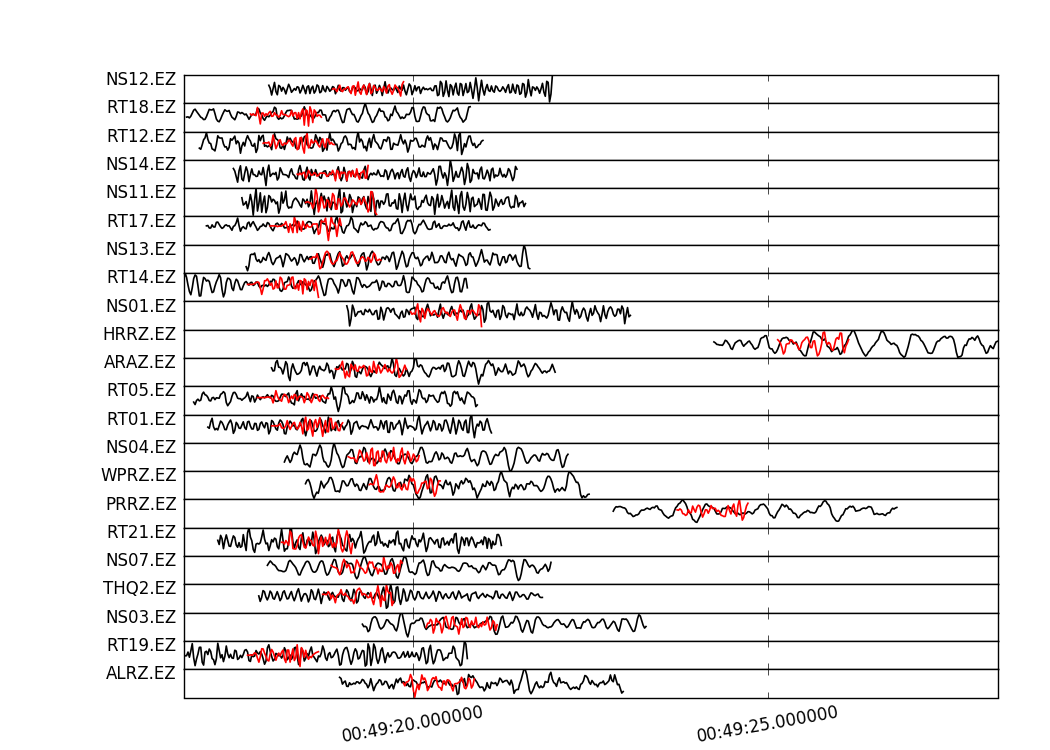 NS12.EZ
RT18.EZ
RT12.EZ
NS14.EZ
NS11.EZ
RT17.EZ
NS13.EZ
RT14.EZ
NS01.EZ
HRRZ.EZ
ARAZ.EZ
RT05.EZ
RT01.EZ
NS04.EZ
WPRZ.EZ
PRRZ.EZ
RT21.EZ
NS07.EZ
THQ2.EZ
NS03.EZ
RT19.EZ
ALRZ.EZ
00:49:20.000000
00:49:25.000000